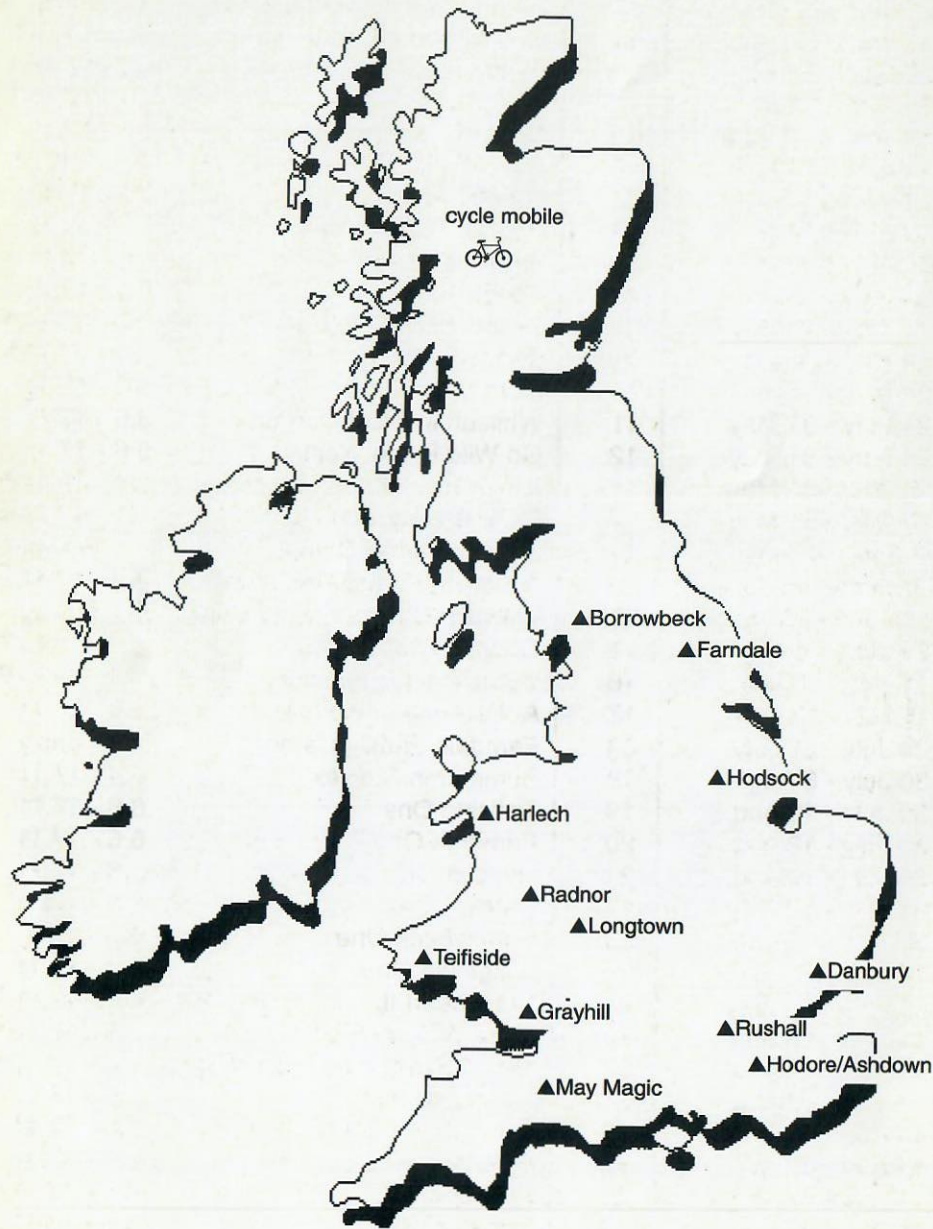 cycle mobile
Borrowbeck
Farndale
Hodsock
Harlech
Radnor
Longtown
Teifiside
Danbury
Grayhill
Rushall
Hodore/Ashdown
May Magic